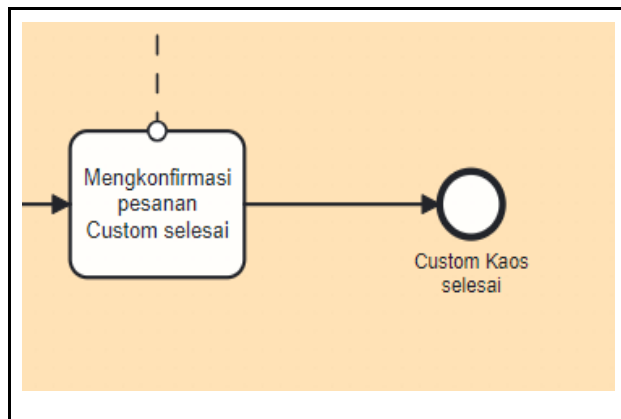 Mengkonfirmasi
pesanan
Custom selesai
Custom Kaos
selesai